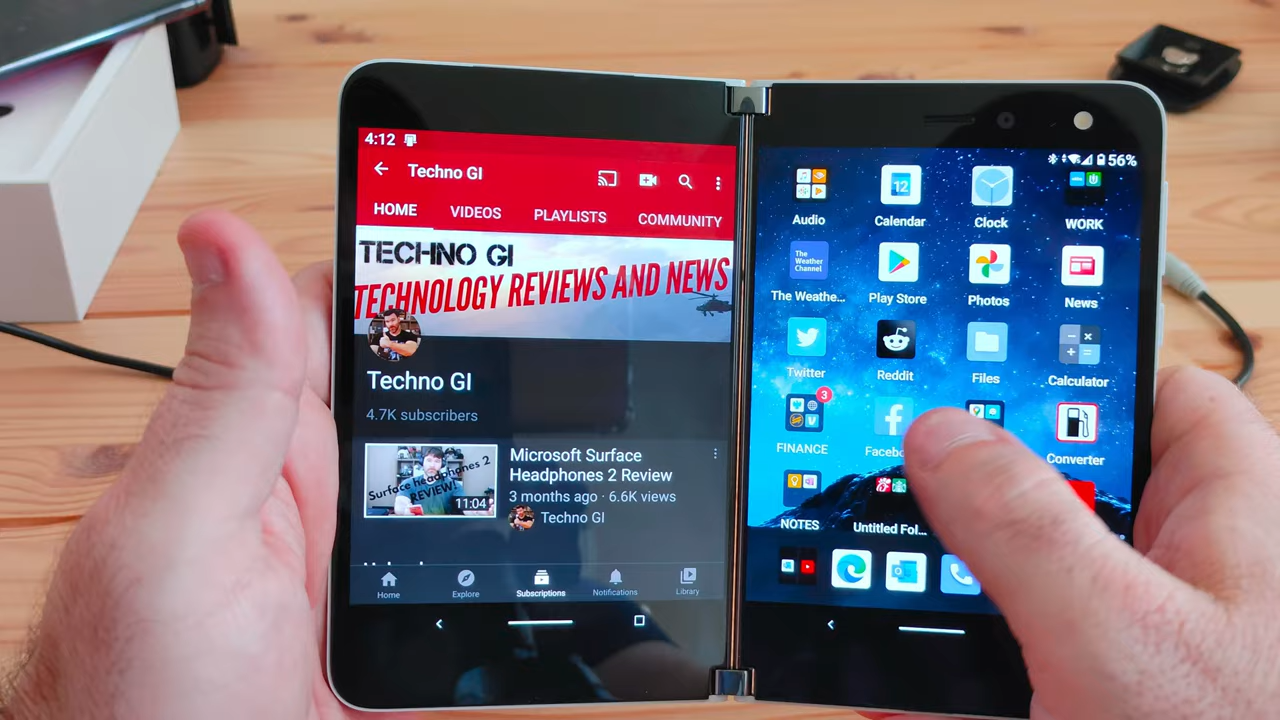 4:12
Techno GI
HOME VIDEOS PLAYLISTS COMMUNITY
TECHNO GI
TECHNOLOGY REVIEWS AND NEWS
Techno GI
4.7K subscribers
Surface headphones 2
REVIEW!
11:04
Microsoft Surface
Headphones 2 Review
3 months ago · 6.6K views
Techno GI
Home Explore Subscriptions Notifications Library
56%
12
Audio Calendar Clock WORK
The
Weather
Channel
The Weathe... Play Store Photos News
Twitter Reddit Files Calculator
3
FINANCE Facebo Converter
NOTES Untitled Fol...